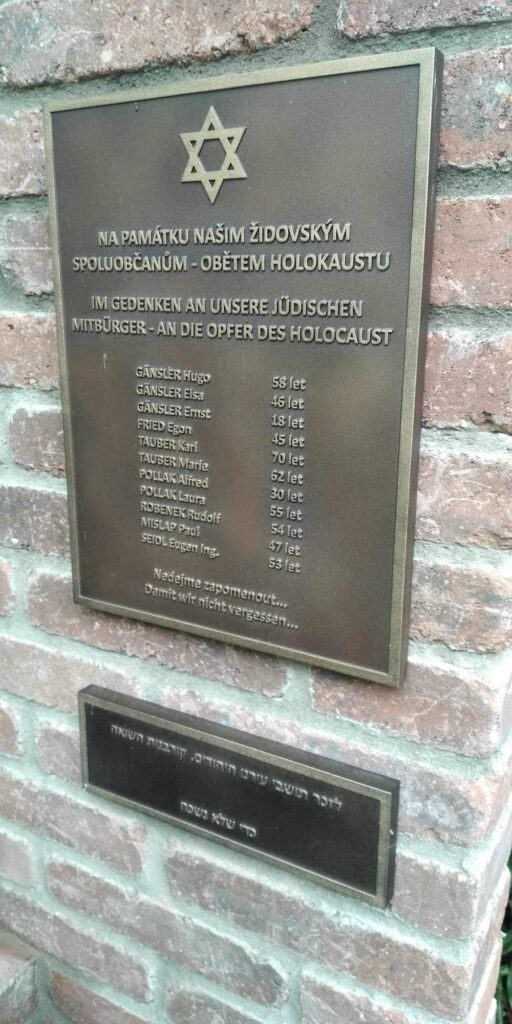 NA PAMÁTKU NAŠIM ŽIDOVSKÝM
SPOLUOBČANŮM - OBĚTEM HOLOKAUSTU
IM GEDENKEN AN UNSERE JÜDISCHEN
MITBÜRGER - AN DIE OPFER DES HOLOCAUST
GÄNSLER Hugo 58 let
GÄNSLER Elsa 46 let
GÄNSLER Ernst 18 let
FRIED Egon 45 let
TAUBER Karl 70 let
TAUBER Marie 62 let
POLLAK Alfred 30 let
POLLAK Laura 55 let
ROBENEK Rudolf 54 let
MISLAP Paul 47 let
SEIDL Eugen Ing. 53 let
Nedejme zapomenout...
Damit wir nicht vergessen...
לזכר תושבי עירנו היהודים, קורבנות השואה
כדי שלא נשכח